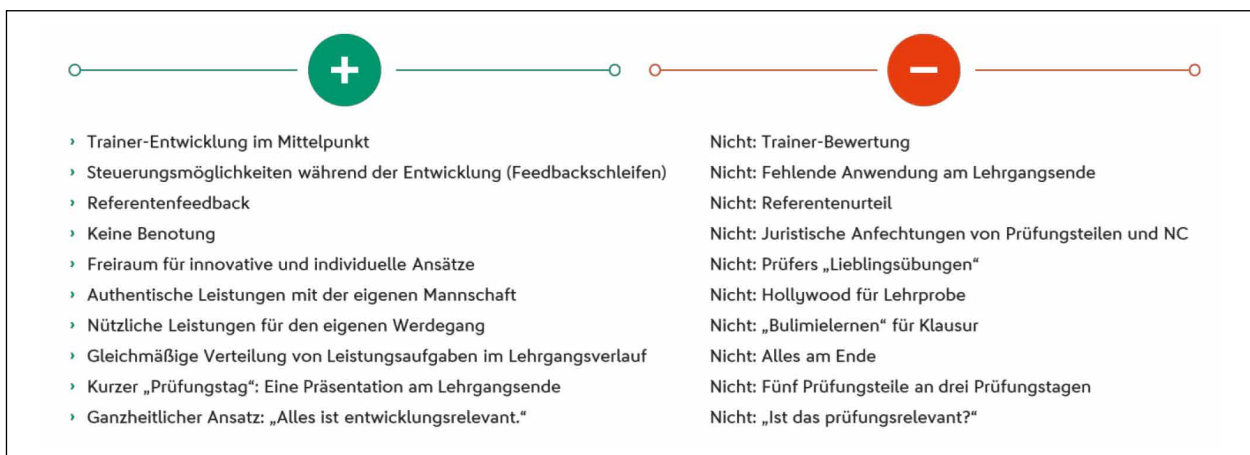 › Trainer-Entwicklung im Mittelpunkt
› Steuerungsmöglichkeiten während der Entwicklung (Feedbackschleifen)
› Referentenfeedback
› Keine Benotung
› Freiraum für innovative und individuelle Ansätze
› Authentische Leistungen mit der eigenen Mannschaft
› Nützliche Leistungen für den eigenen Werdegang
› Gleichmäßige Verteilung von Leistungsaufgaben im Lehrgangsverlauf
› Kurzer „Prüfungstag“: Eine Präsentation am Lehrgangsende
› Ganzheitlicher Ansatz: „Alles ist entwicklungsrelevant.“
Nicht: Trainer-Bewertung
Nicht: Fehlende Anwendung am Lehrgangsende
Nicht: Referentenurteil
Nicht: Juristische Anfechtungen von Prüfungsteilen und NC
Nicht: Prüfers „Lieblingsübungen“
Nicht: Hollywood für Lehrprobe
Nicht: „Bulimielernen“ für Klausur
Nicht: Alles am Ende
Nicht: Fünf Prüfungsteile an drei Prüfungstagen
Nicht: „Ist das prüfungsrelevant?“